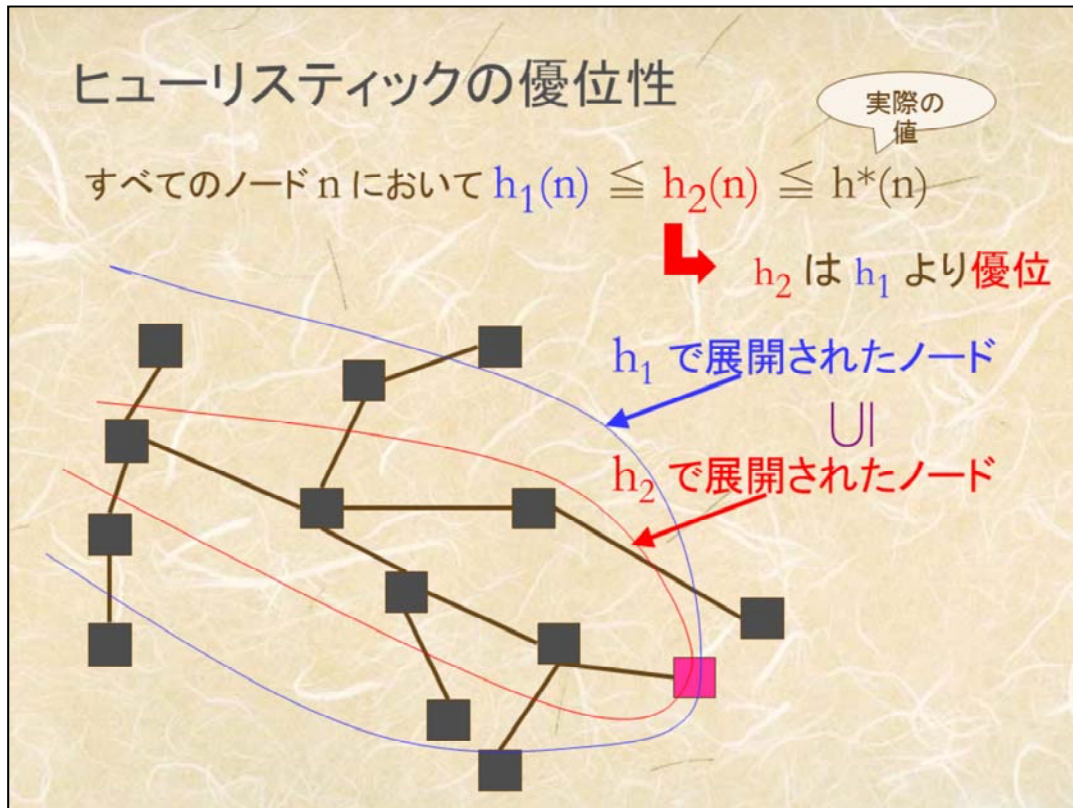 ヒューリスティックの優位性
実際の
値
すべてのノード n において h₁(n) ≦ h₂(n) ≦ h*(n)
h₂ は h₁ より優位
h₁ で展開されたノード
⊆
h₂ で展開されたノード